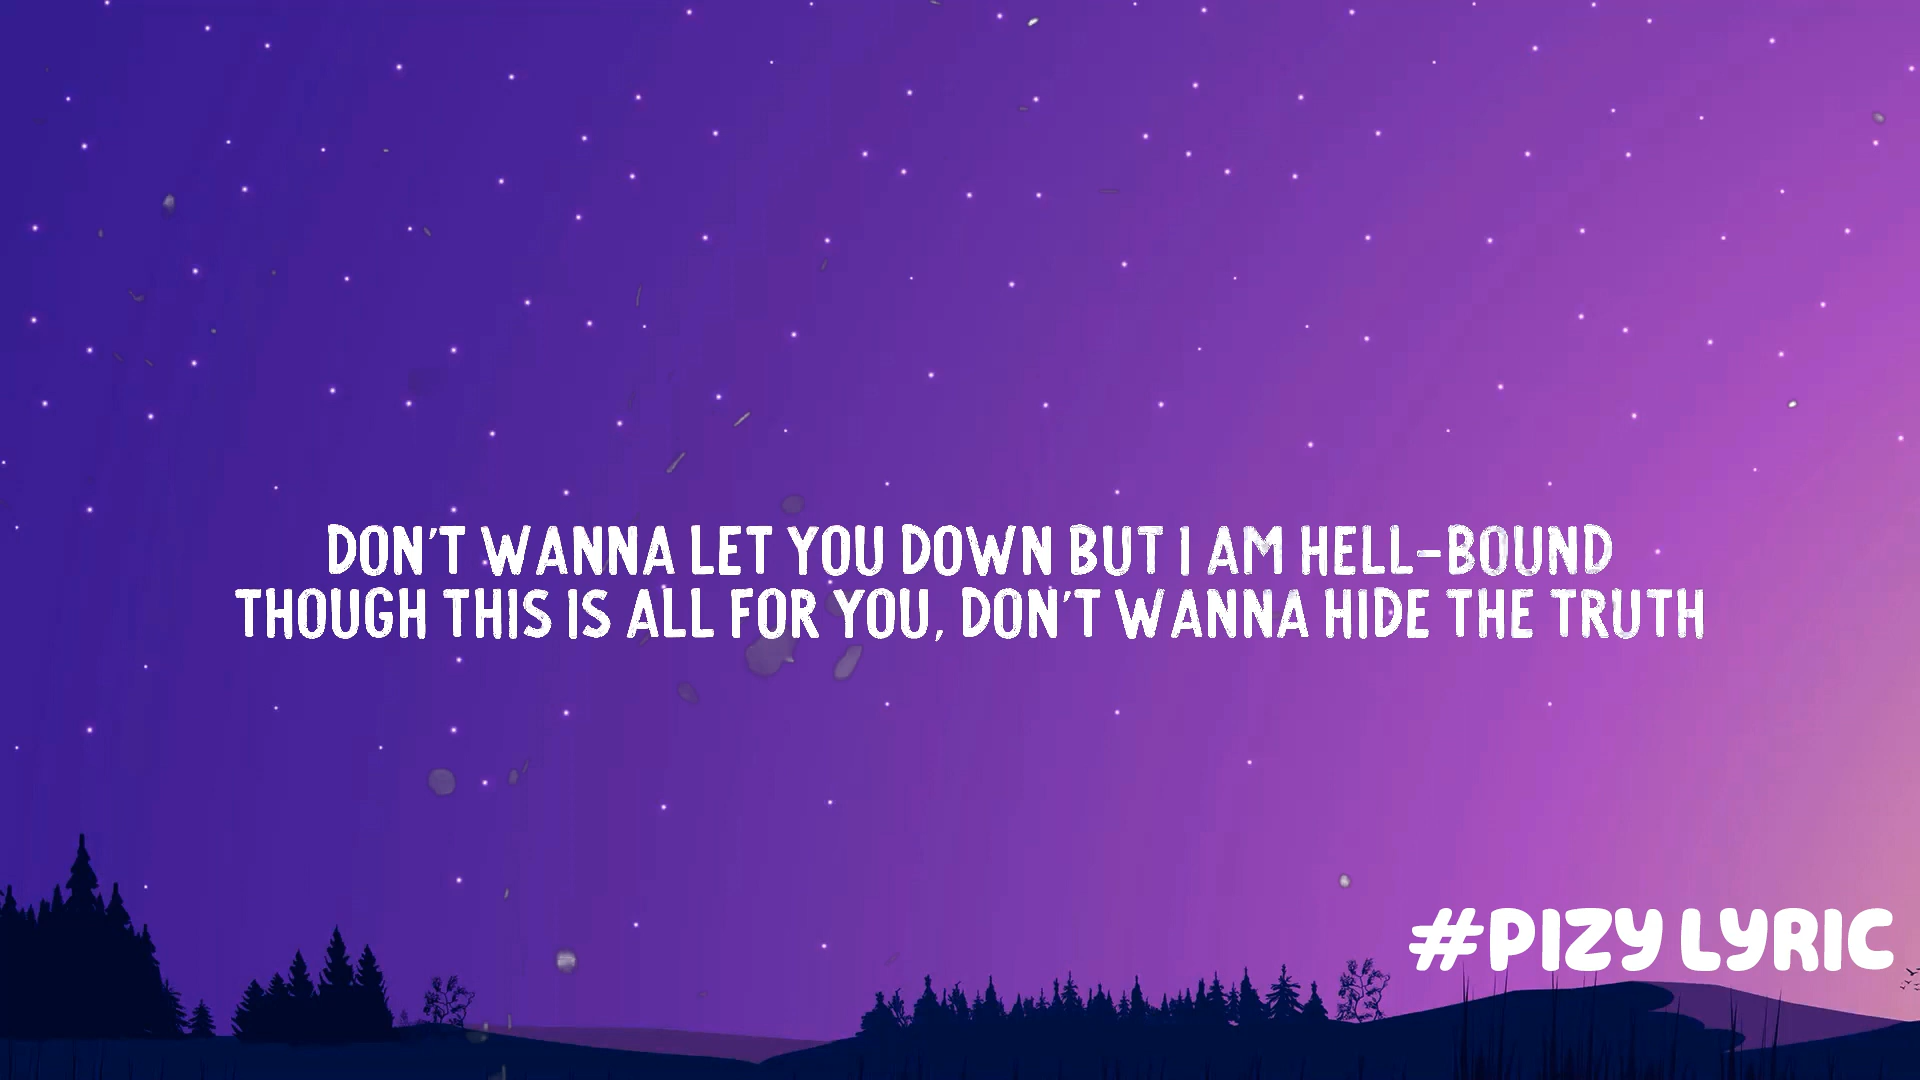 DON'T WANNA LET YOU DOWN BUT I AM HELL-BOUND
THOUGH THIS IS ALL FOR YOU, DON'T WANNA HIDE THE TRUTH
#PIZY LYRIC